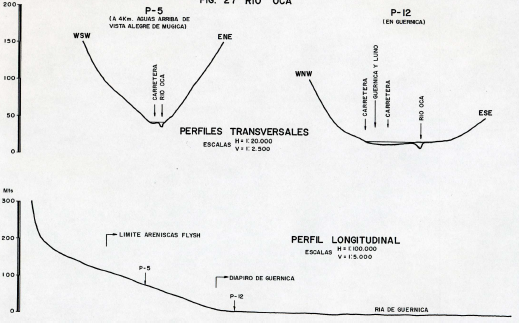 FIG. 27 RIO OCA
P-5
(A 4Km. AGUAS ARRIBA DE
VISTA ALEGRE DE MUGICA)
P-12
(EN GUERNICA)
200
150
100
50
0
WSW
ENE
CARRETERA
RIO OCA
WNW
ESE
CARRETERA
GUERNICA Y LUNO
CARRETERA
RIO OCA
PERFILES TRANSVERSALES
ESCALAS H = 1:20.000
V = 1:2.500
Mts
300
200
100
0
LIMITE ARENISCAS FLYSH
P-5
DIAPIRO DE GUERNICA
P-12
PERFIL LONGITUDINAL
ESCALAS H = 1:100.000
V = 1:5.000
RIA DE GUERNICA